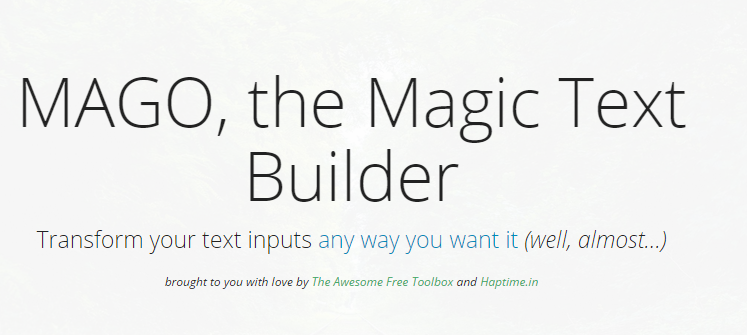 MAGO, the Magic Text
Builder
Transform your text inputs any way you want it (well, almost...)
brought to you with love by The Awesome Free Toolbox and Haptime.in